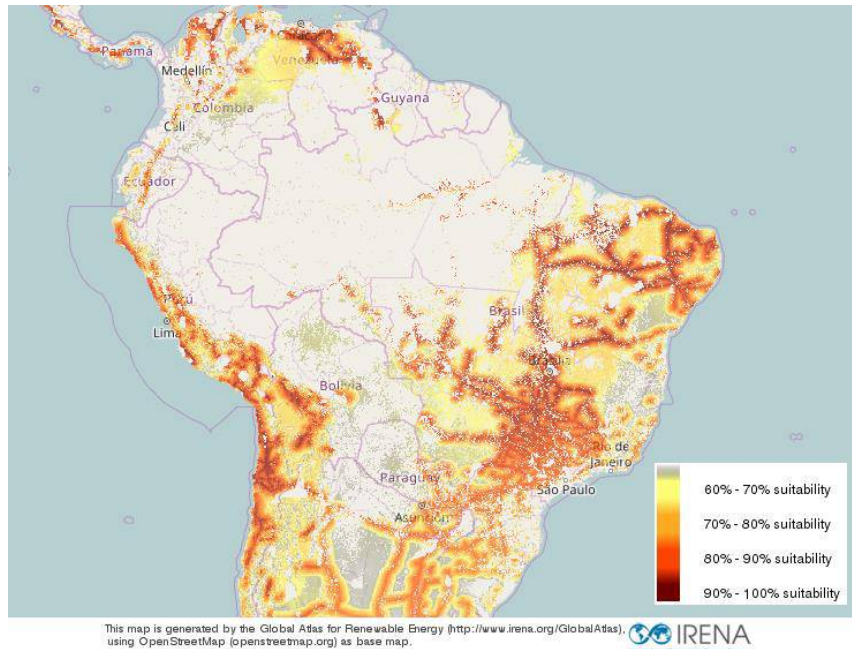 Panamá
Caracas
Venezuela
Medellín
Guyana
Colombia
Cali
Ecuador
Perú
Lima
Brasil
Brasília
Bolivia
Rio de
Janeiro
Paraguay
São Paulo
Asunción
60% - 70% suitability
70% - 80% suitability
80% - 90% suitability
90% - 100% suitability
This map is generated by the Global Atlas for Renewable Energy (http://www.irena.org/GlobalAtlas),
using OpenStreetMap (openstreetmap.org) as base map.
IRENA